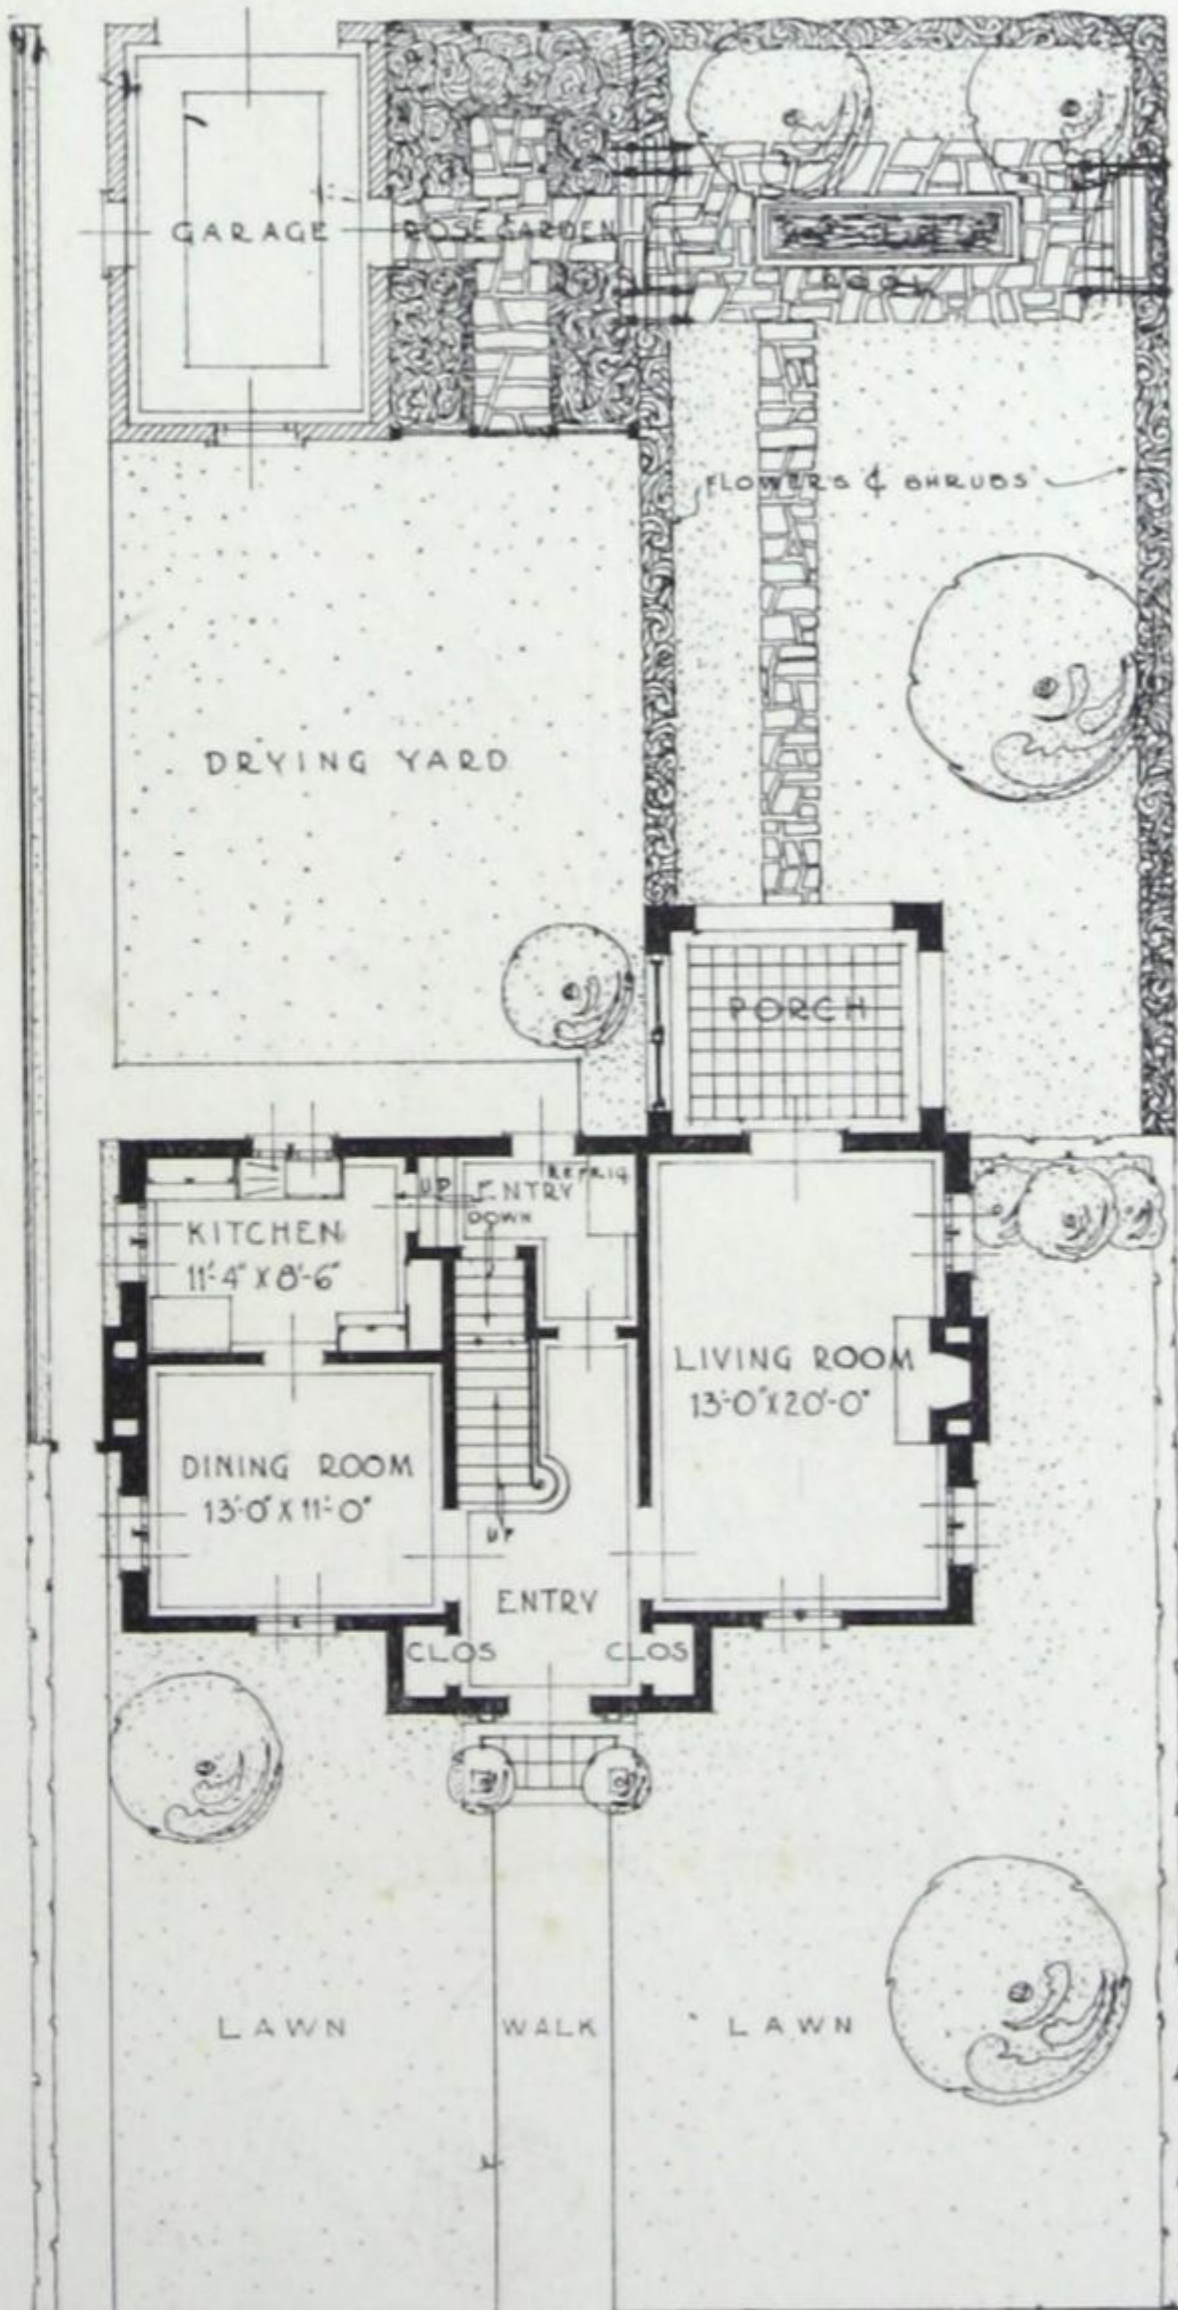 GARAGE
ROSE GARDEN
POOL
FLOWERS & SHRUBS
DRYING YARD
PORCH
REFRIG
UP
ENTRY
DOWN
KITCHEN
11'-4" X 8'-6"
LIVING ROOM
13'-0" X 20'-0"
DINING ROOM
13'-0" X 11'-0"
UP
ENTRY
CLOS
CLOS
LAWN
WALK
LAWN